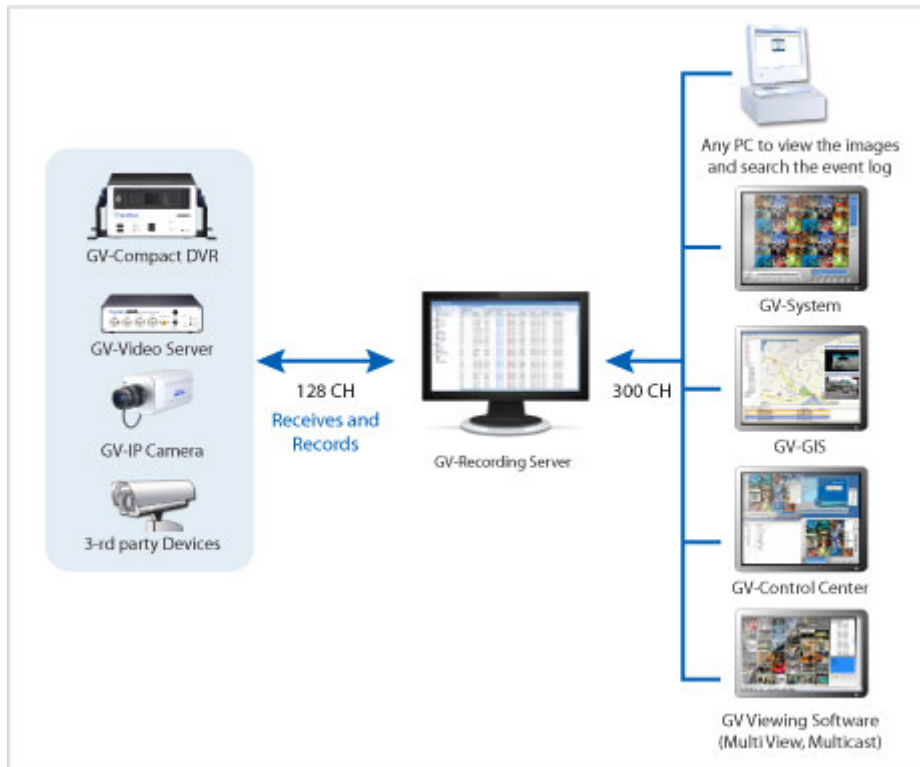 GV-Compact DVR
GV-Video Server
GV-IP Camera
3-rd party Devices
128 CH
Receives and
Records
GV-Recording Server
300 CH
Any PC to view the images
and search the event log
GV-System
GV-GIS
GV-Control Center
GV Viewing Software
(Multi View, Multicast)